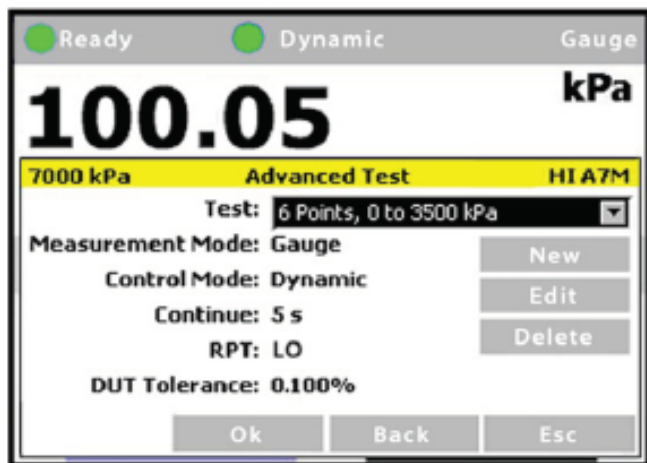 Ready Dynamic Gauge
100.05 kPa
7000 kPa Advanced Test HI A7M
Test: 6 Points, 0 to 3500 kPa
Measurement Mode: Gauge
New
Control Mode: Dynamic
Edit
Continue: 5 s
Delete
RPT: LO
DUT Tolerance: 0.100%
Ok Back Esc